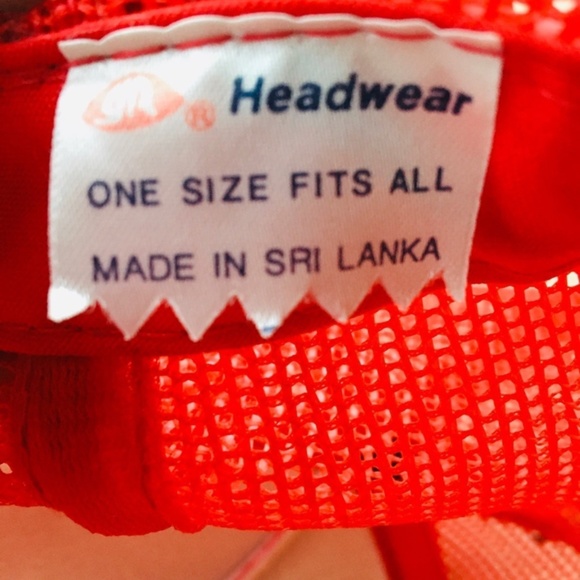 ® Headwear
ONE SIZE FITS ALL
MADE IN SRI LANKA